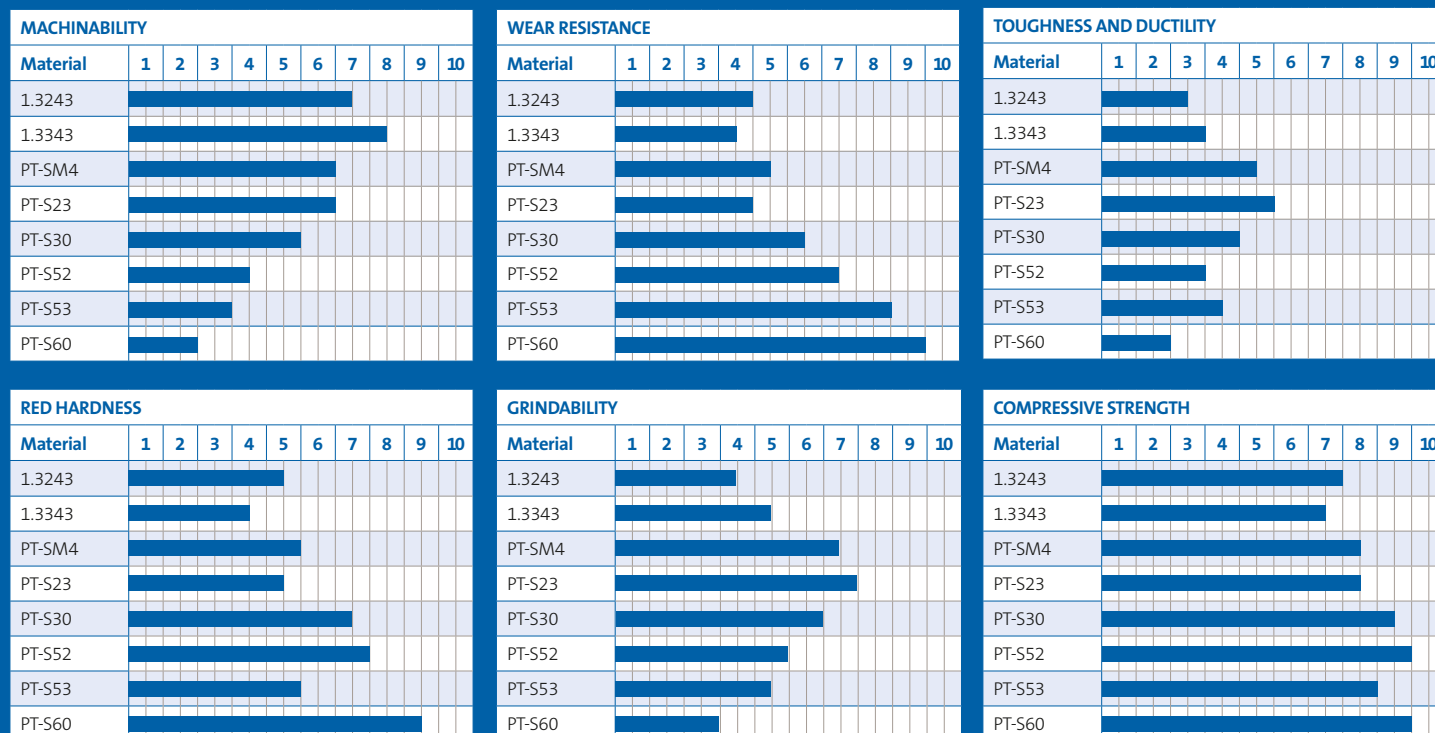 MACHINABILITY
Material 1 2 3 4 5 6 7 8 9 10
1.3243
1.3343
PT-SM4
PT-S23
PT-S30
PT-S52
PT-S53
PT-S60
WEAR RESISTANCE
Material 1 2 3 4 5 6 7 8 9 10
1.3243
1.3343
PT-SM4
PT-S23
PT-S30
PT-S52
PT-S53
PT-S60
TOUGHNESS AND DUCTILITY
Material 1 2 3 4 5 6 7 8 9 10
1.3243
1.3343
PT-SM4
PT-S23
PT-S30
PT-S52
PT-S53
PT-S60
RED HARDNESS
Material 1 2 3 4 5 6 7 8 9 10
1.3243
1.3343
PT-SM4
PT-S23
PT-S30
PT-S52
PT-S53
PT-S60
GRINDABILITY
Material 1 2 3 4 5 6 7 8 9 10
1.3243
1.3343
PT-SM4
PT-S23
PT-S30
PT-S52
PT-S53
PT-S60
COMPRESSIVE STRENGTH
Material 1 2 3 4 5 6 7 8 9 10
1.3243
1.3343
PT-SM4
PT-S23
PT-S30
PT-S52
PT-S53
PT-S60